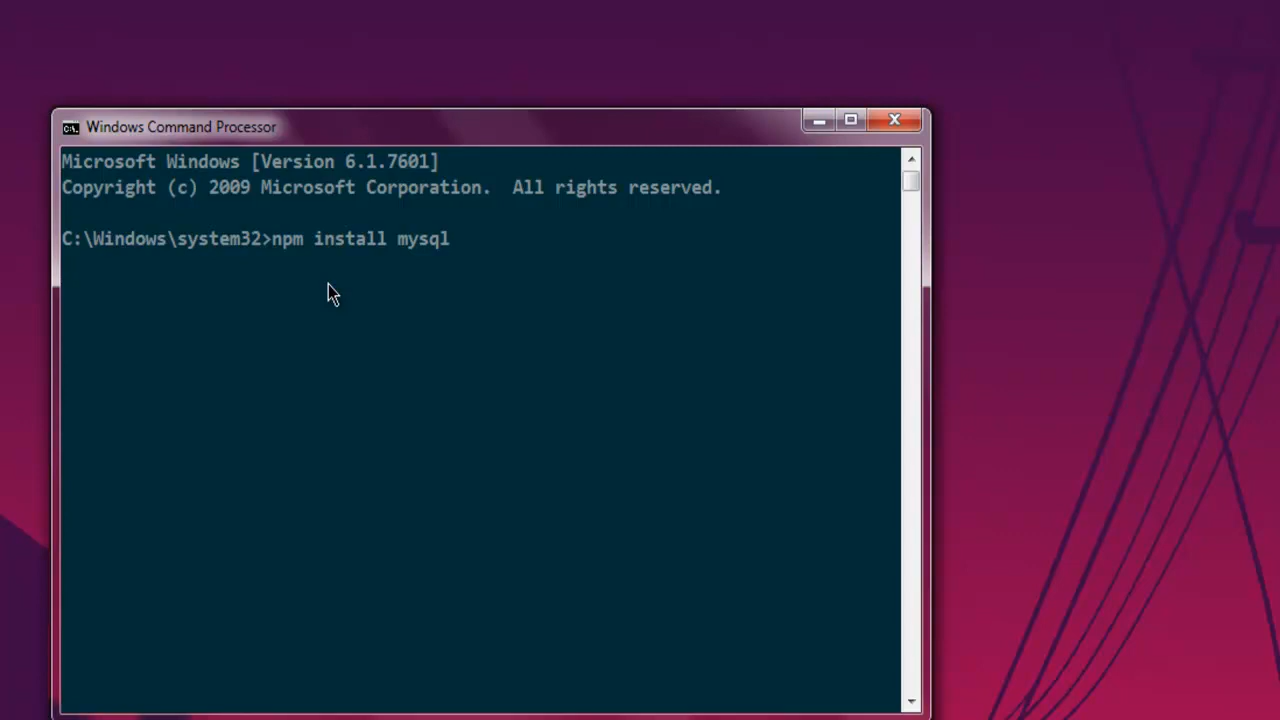 Windows Command Processor
Microsoft Windows [Version 6.1.7601]
Copyright (c) 2009 Microsoft Corporation.  All rights reserved.
C:\Windows\system32>npm install mysql